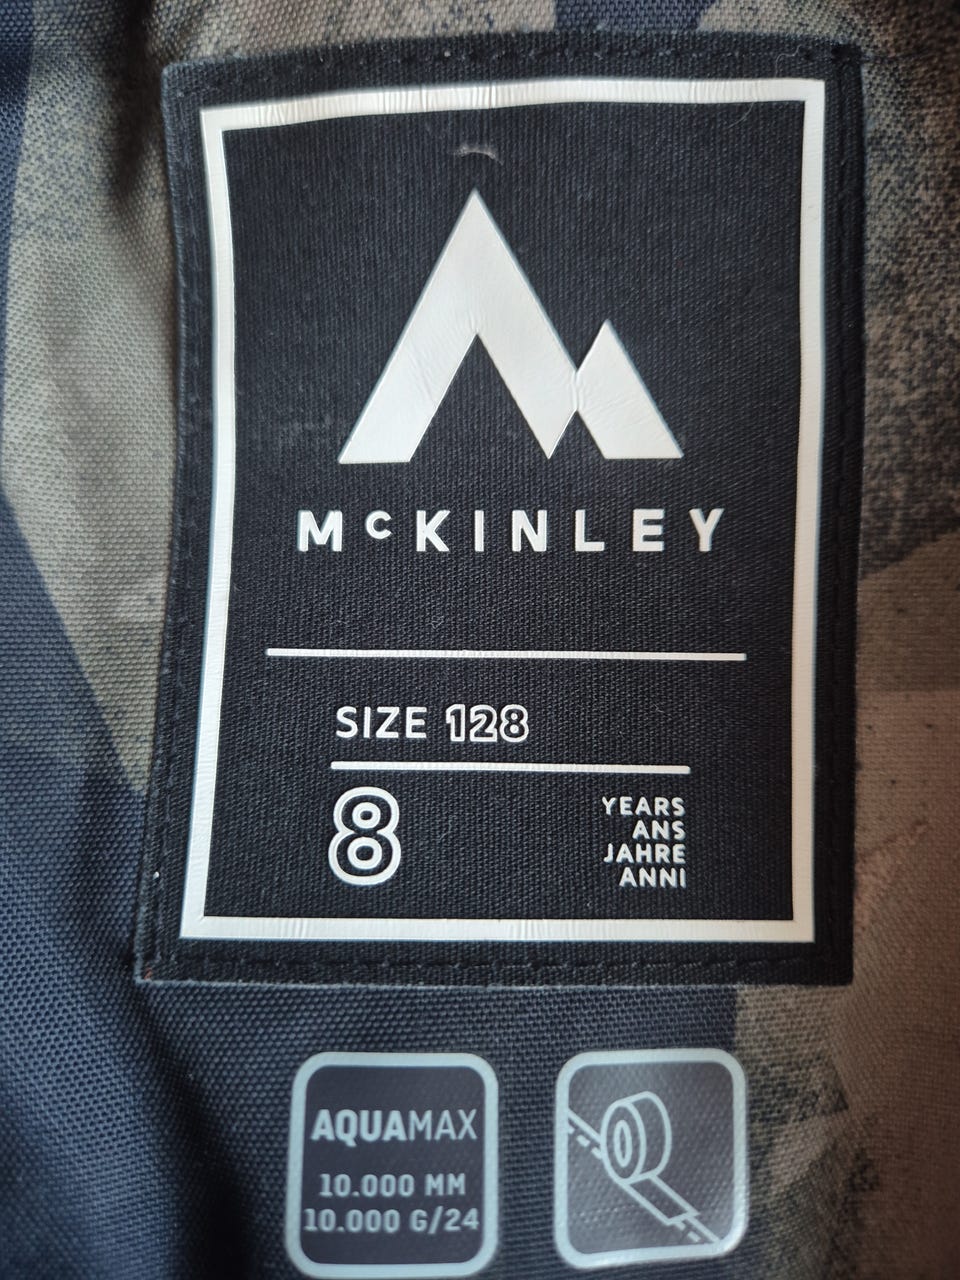 McKINLEY
SIZE 128
8
YEARS
ANS
JAHRE
ANNI
AQUAMAX
10.000 MM
10.000 G/24